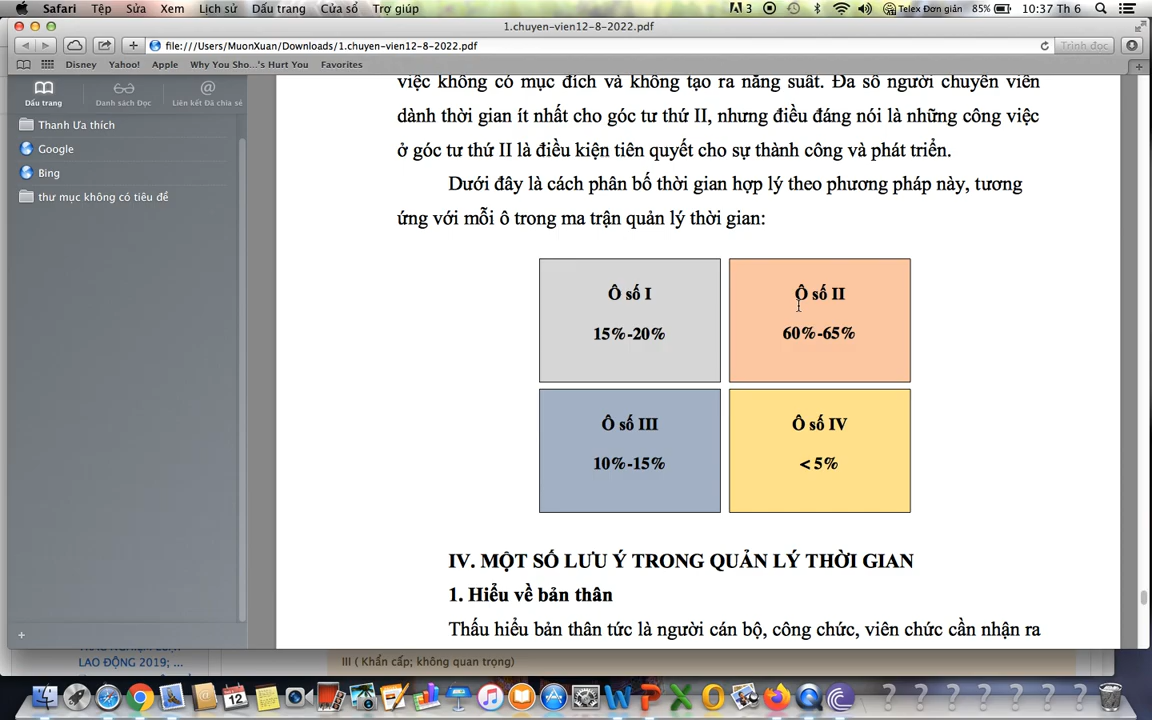 Safari Tệp Sửa Xem Lịch sử Dấu trang Cửa sổ Trợ giúp 3 Telex Đơn giản 85% 10:37 Th 6
1.chuyen-vien12-8-2022.pdf
file:///Users/MuonXuan/Downloads/1.chuyen-vien12-8-2022.pdf Trình đọc
Disney Yahoo! Apple Why You Sho...'s Hurt You Favorites
Dấu trang Danh sách Đọc Liên kết Đã chia sẻ
Thanh Ưa thích
Google
Bing
thư mục không có tiêu đề
việc không có mục đích và không tạo ra năng suất. Đa số người chuyên viên
dành thời gian ít nhất cho góc tư thứ II, nhưng điều đáng nói là những công việc
ở góc tư thứ II là điều kiện tiên quyết cho sự thành công và phát triển.
Dưới đây là cách phân bố thời gian hợp lý theo phương pháp này, tương
ứng với mỗi ô trong ma trận quản lý thời gian:
Ô số I
15%-20%
Ô số II
60%-65%
Ô số III
10%-15%
Ô số IV
< 5%
IV. MỘT SỐ LƯU Ý TRONG QUẢN LÝ THỜI GIAN
1. Hiểu về bản thân
Thấu hiểu bản thân tức là người cán bộ, công chức, viên chức cần nhận ra
LAO ĐỘNG 2019; ...
III ( Khẩn cấp; không quan trọng)
12